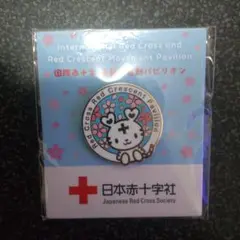 International Red Cross and
Red Crescent Movement Pavilion
Red Cross Red Crescent Pavilion
日本赤十字社
Japanese Red Cross Society